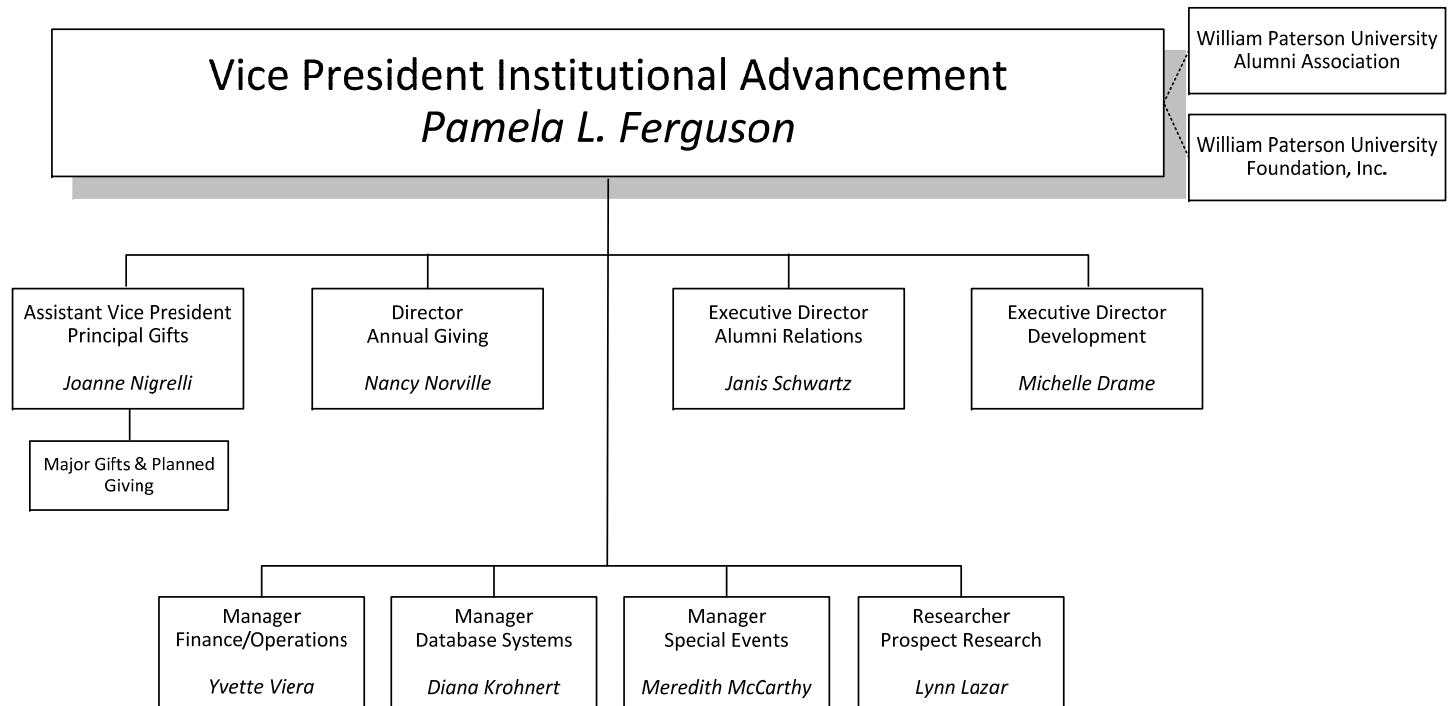 Vice President Institutional Advancement
Pamela L. Ferguson
William Paterson University
Alumni Association
William Paterson University
Foundation, Inc.
Assistant Vice President
Principal Gifts
Joanne Nigrelli
Director
Annual Giving
Nancy Norville
Executive Director
Alumni Relations
Janis Schwartz
Executive Director
Development
Michelle Drame
Major Gifts & Planned
Giving
Manager
Finance/Operations
Yvette Viera
Manager
Database Systems
Diana Krohnert
Manager
Special Events
Meredith McCarthy
Researcher
Prospect Research
Lynn Lazar